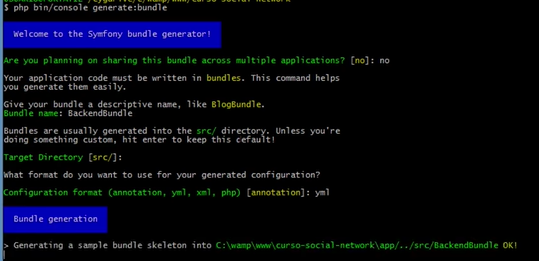 $ php bin/console generate:bundle
Welcome to the Symfony bundle generator!
Are you planning on sharing this bundle across multiple applications? [no]: no
Your application code must be written in bundles. This command helps
you generate them easily.
Give your bundle a descriptive name, like BlogBundle.
Bundle name: BackendBundle
Bundles are usually generated into the src/ directory. Unless you're
doing something custom, hit enter to keep this default!
Target Directory [src/]:
What format do you want to use for your generated configuration?
Configuration format (annotation, yml, xml, php) [annotation]: yml
Bundle generation
> Generating a sample bundle skeleton into C:\wamp\www\curso-social-network\app/../src/BackendBundle OK!